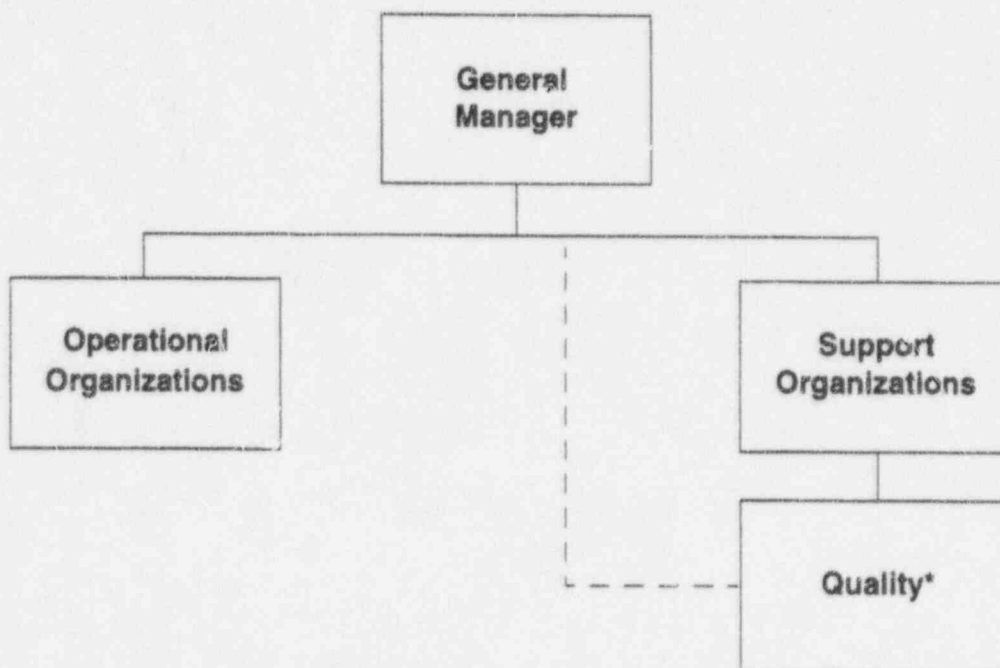 General
Manager
Operational
Organizations
Support
Organizations
Quality*